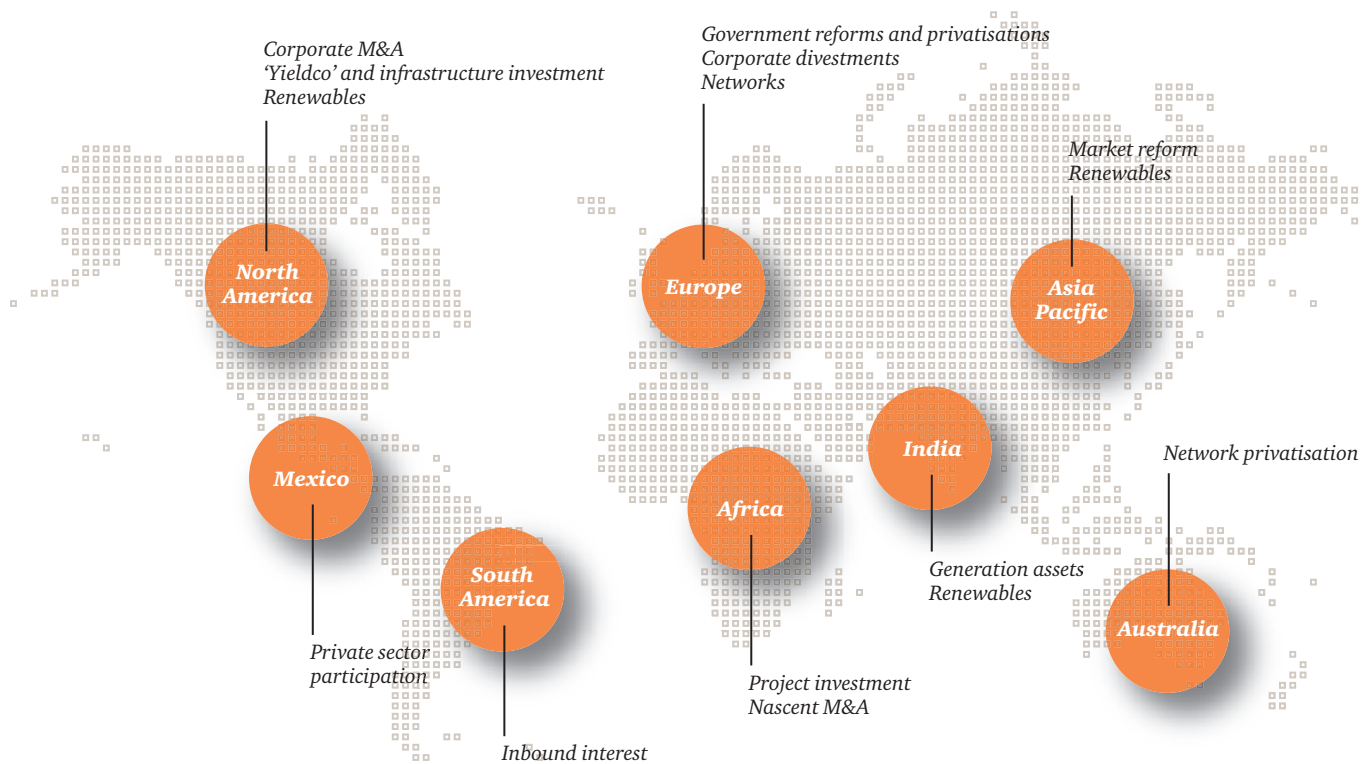 Corporate M&A
‘Yieldco’ and infrastructure investment
Renewables
Government reforms and privatisations
Corporate divestments
Networks
Market reform
Renewables
North
America
Europe
Asia
Pacific
Mexico
India
Network privatisation
Africa
South
America
Generation assets
Renewables
Australia
Private sector
participation
Project investment
Nascent M&A
Inbound interest